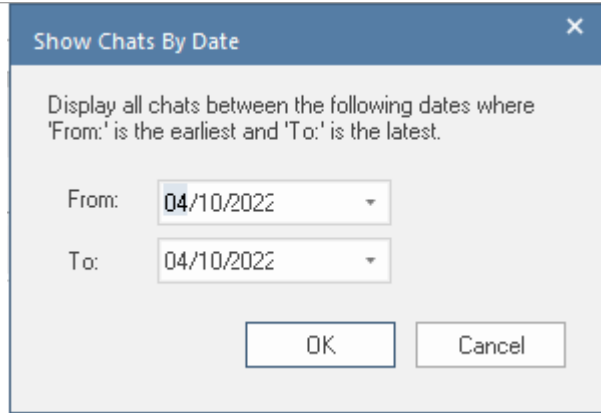 Show Chats By Date
Display all chats between the following dates where
'From:' is the earliest and 'To:' is the latest.
From: 04/10/2022
To: 04/10/2022
OK Cancel